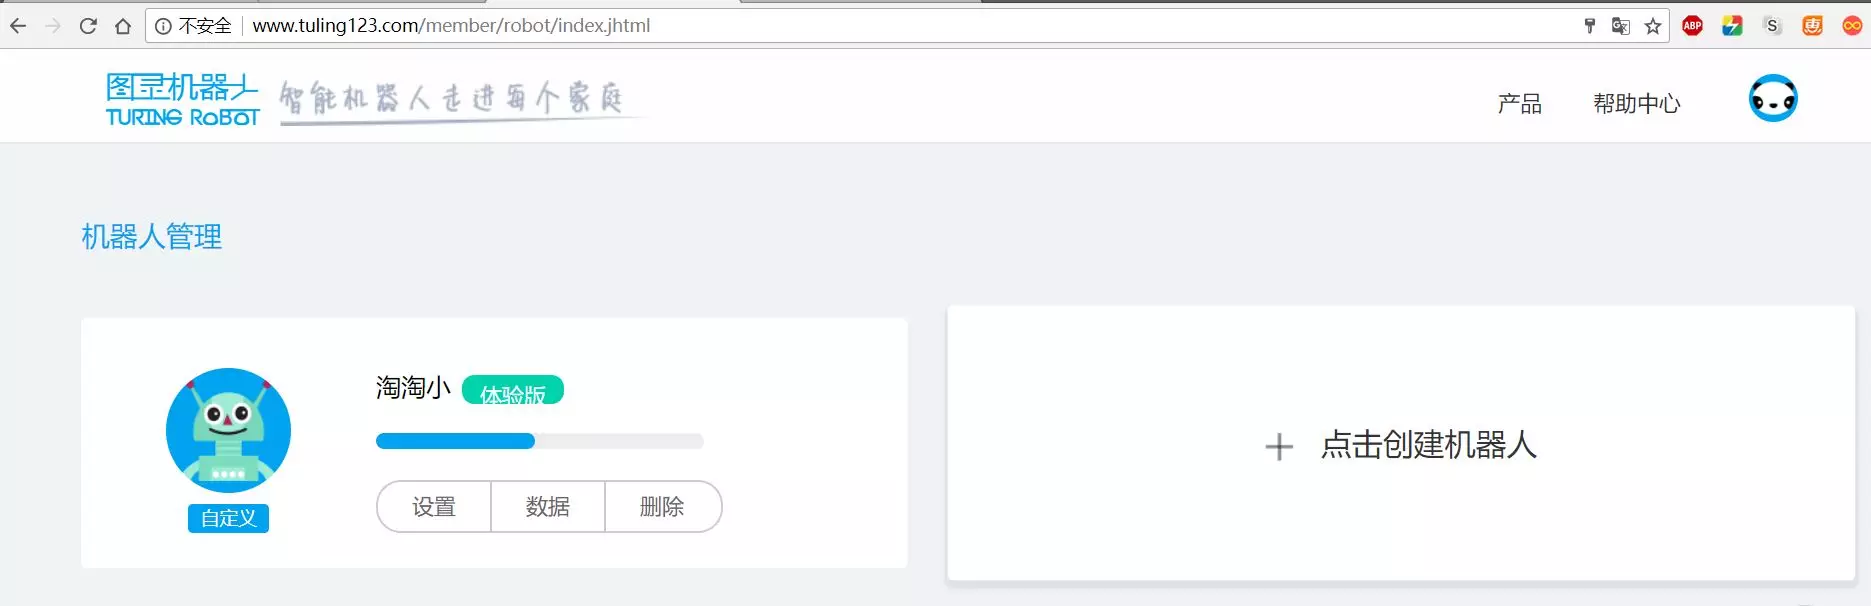 不安全 www.tuling123.com/member/robot/index.jhtml ABP S 惠
图灵机器人 智能机器人走进每个家庭 产品 帮助中心
TURING ROBOT
机器人管理
淘淘小 体验版
点击创建机器人
设置 数据 删除
自定义